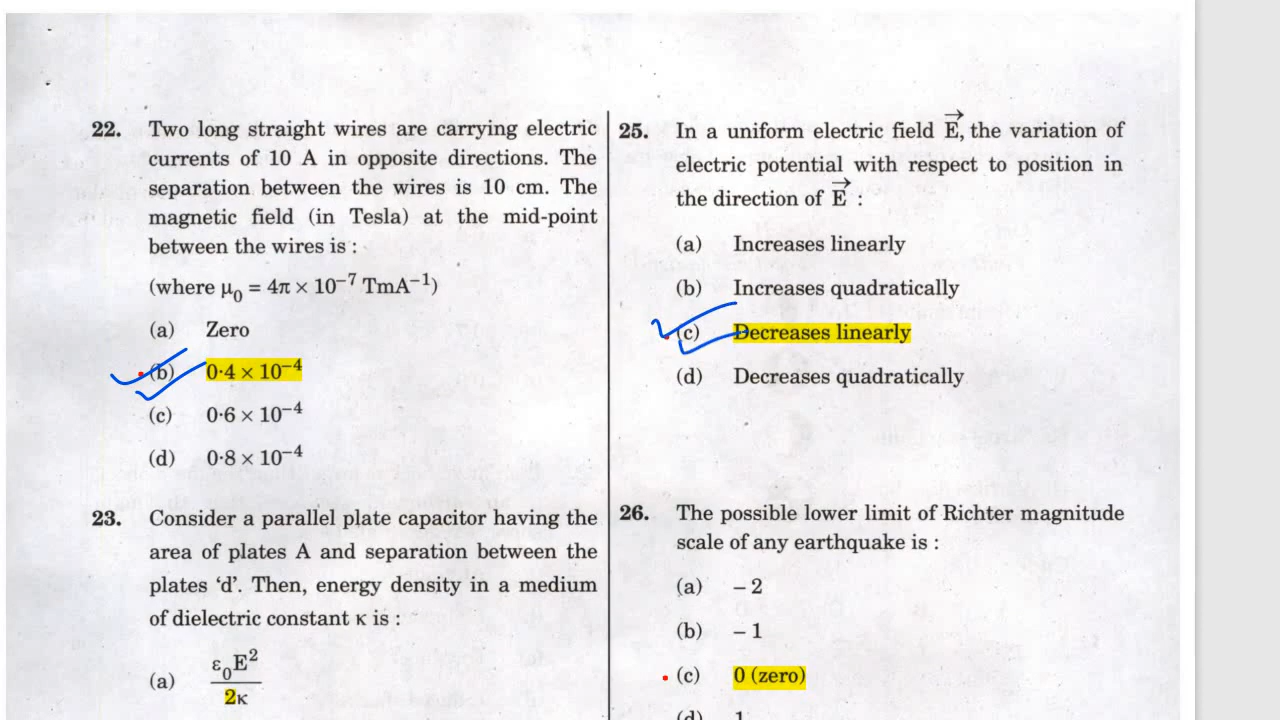 22. Two long straight wires are carrying electric
currents of 10 A in opposite directions. The
separation between the wires is 10 cm. The
magnetic field (in Tesla) at the mid-point
between the wires is :
(where μ₀ = 4π × 10⁻⁷ TmA⁻¹)
(a) Zero
(b) 0·4 × 10⁻⁴
(c) 0·6 × 10⁻⁴
(d) 0·8 × 10⁻⁴
23. Consider a parallel plate capacitor having the
area of plates A and separation between the
plates ‘d’. Then, energy density in a medium
of dielectric constant κ is :
(a) ε₀E²
2κ
25. In a uniform electric field E⃗, the variation of
electric potential with respect to position in
the direction of E⃗ :
(a) Increases linearly
(b) Increases quadratically
(c) Decreases linearly
(d) Decreases quadratically
26. The possible lower limit of Richter magnitude
scale of any earthquake is :
(a) – 2
(b) – 1
(c) 0 (zero)
(d) 1